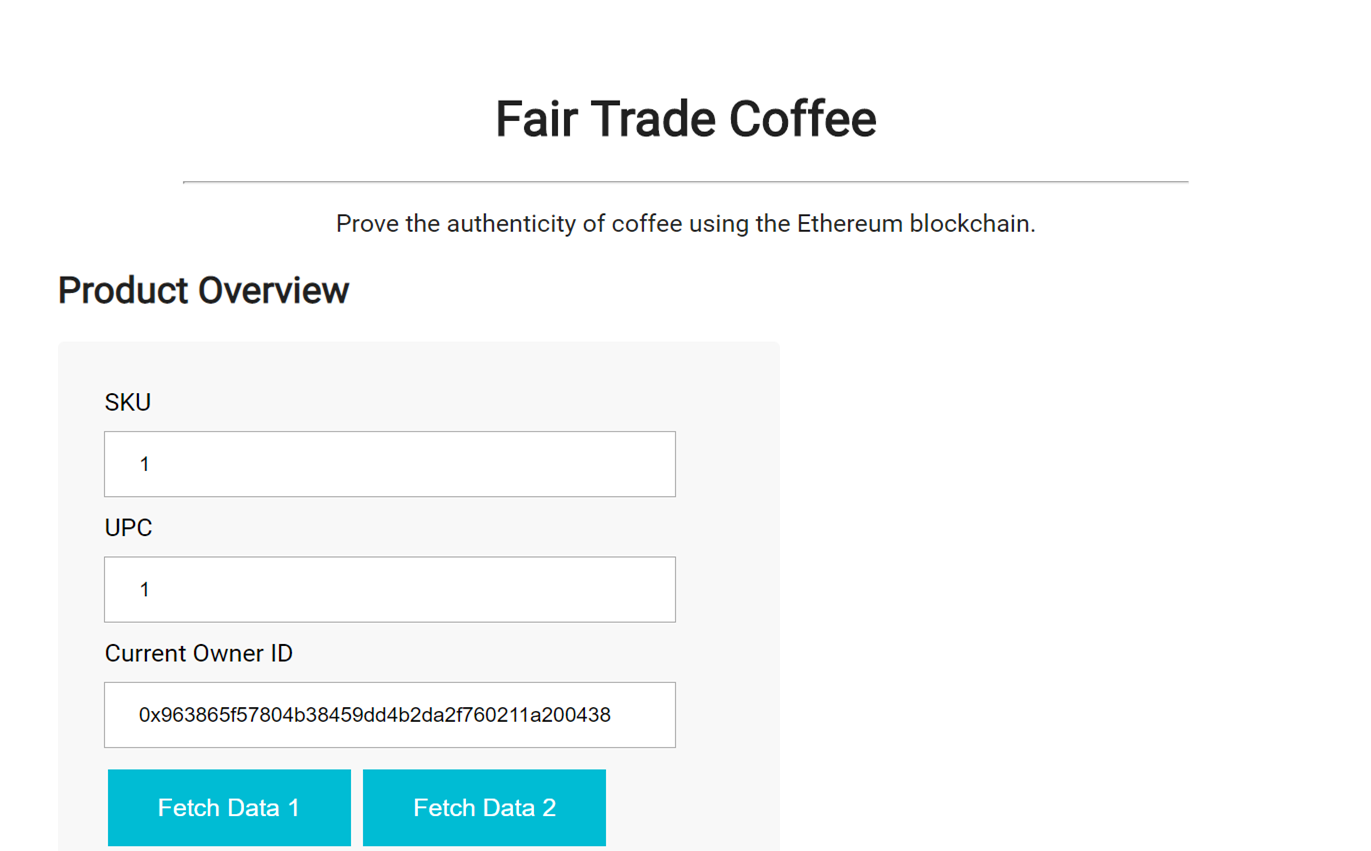 Fair Trade Coffee
Prove the authenticity of coffee using the Ethereum blockchain.
Product Overview
SKU
1
UPC
1
Current Owner ID
0x963865f57804b38459dd4b2da2f760211a200438
Fetch Data 1
Fetch Data 2